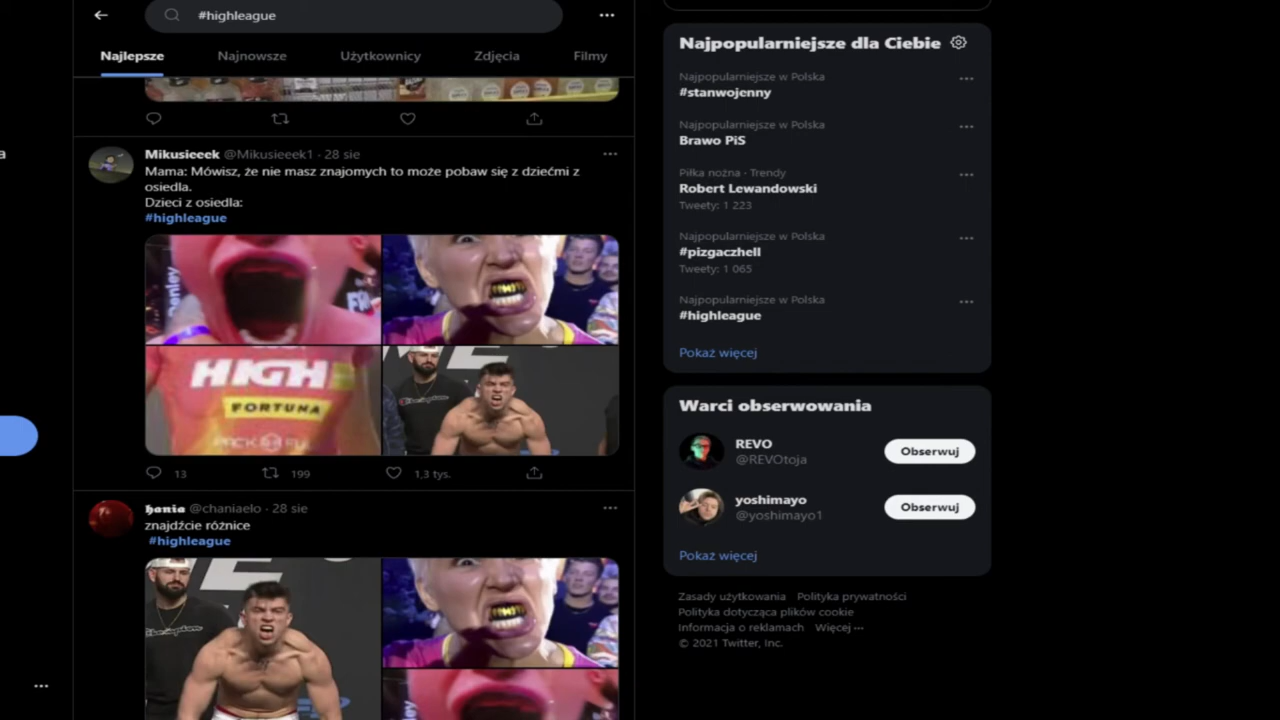 #highleague
Najlepsze
Najnowsze
Użytkownicy
Zdjęcia
Filmy
Mikusieeek @Mikusieeek1 · 28 sie
Mama: Mówisz, że nie masz znajomych to może pobaw się z dziećmi z
osiedla.
Dzieci z osiedla:
#highleague
HIGH
FORTUNA
Champion
13
199
1,3 tys.
hania @chaniaelo · 28 sie
znajdźcie różnice
#highleague
Champion
Najpopularniejsze dla Ciebie
Najpopularniejsze w Polska
#stanwojenny
Najpopularniejsze w Polska
Brawo PiS
Piłka nożna · Trendy
Robert Lewandowski
Tweety: 1 223
Najpopularniejsze w Polska
#pizgaczhell
Tweety: 1 065
Najpopularniejsze w Polska
#highleague
Pokaż więcej
Warci obserwowania
REVO
@REVOtoja
Obserwuj
yoshimayo
@yoshimayo1
Obserwuj
Pokaż więcej
Zasady użytkowania Polityka prywatności
Polityka dotycząca plików cookie
Informacja o reklamach Więcej ···
© 2021 Twitter, Inc.